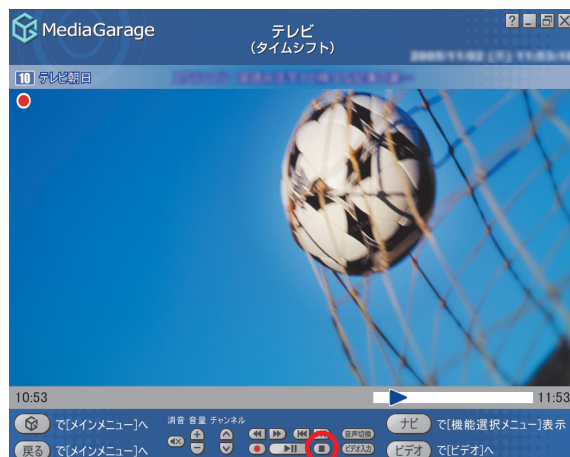 MediaGarage
テレビ
(タイムシフト)
10 テレビ朝日
10:53
11:53
で[メインメニュー]へ
消音 音量 チャンネル
音声切換
ナビ で[機能選択メニュー]表示
戻る で[メインメニュー]へ
ビデオ入力
ビデオ で[ビデオ]へ